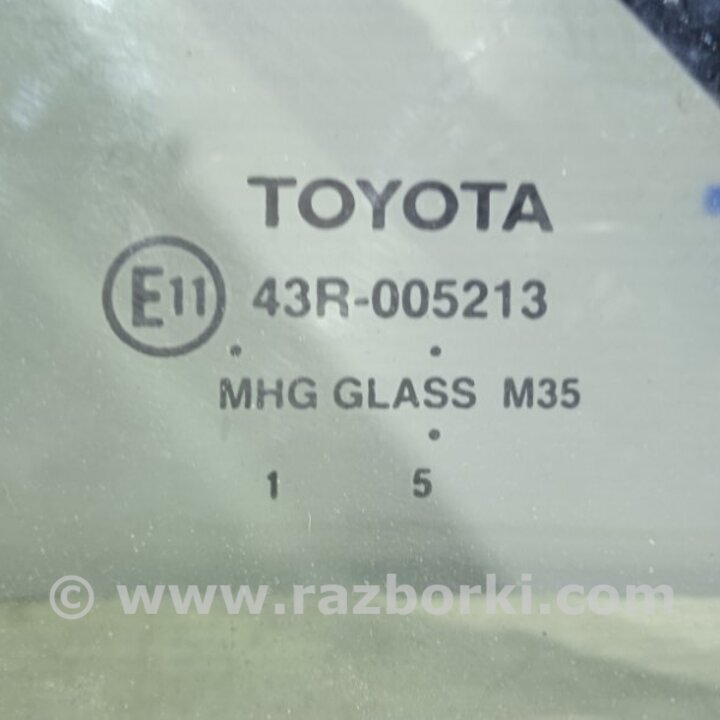 TOYOTA
E11 43R-005213
MHG GLASS M35
1 5
© www.razborki.com